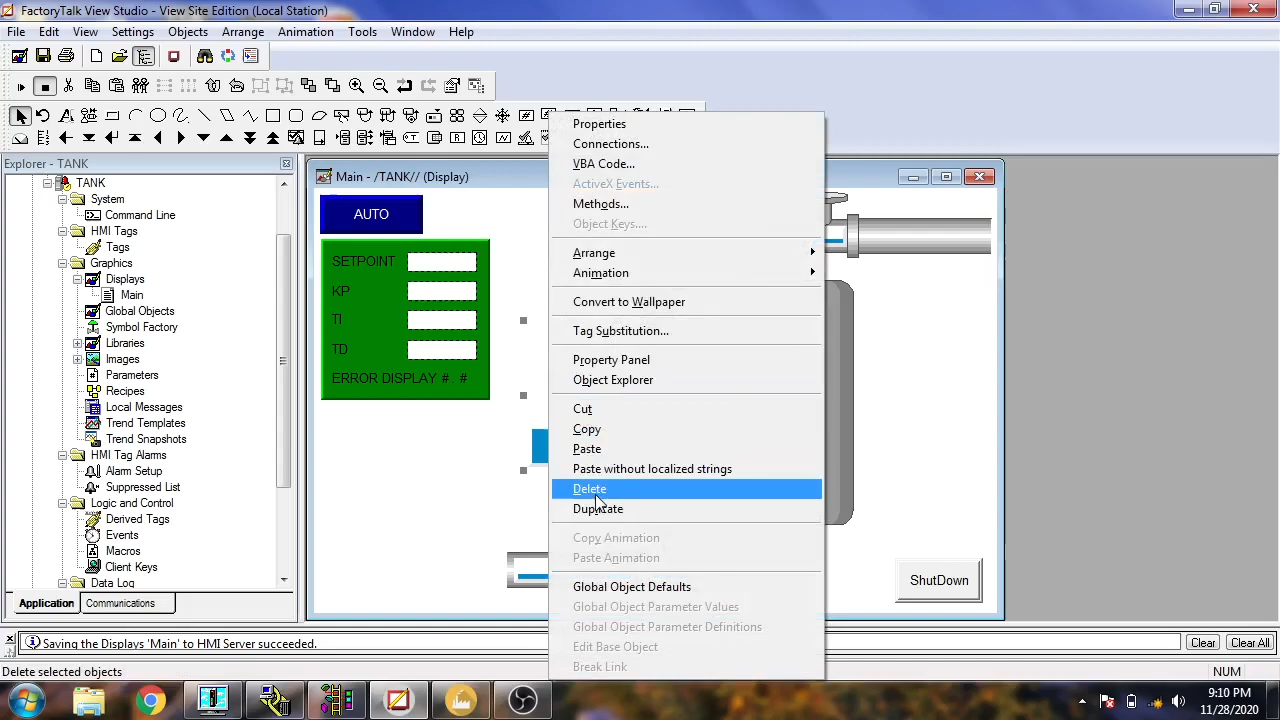 FactoryTalk View Studio - View Site Edition (Local Station)
File Edit View Settings Objects Arrange Animation Tools Window Help
Explorer - TANK
TANK
System
Command Line
HMI Tags
Tags
Graphics
Displays
Main
Global Objects
Symbol Factory
Libraries
Images
Parameters
Recipes
Local Messages
Trend Templates
Trend Snapshots
HMI Tag Alarms
Alarm Setup
Suppressed List
Logic and Control
Derived Tags
Events
Macros
Client Keys
Data Log
Application Communications
Main - /TANK// (Display)
AUTO
SETPOINT
KP
TI
TD
ERROR DISPLAY # . #
ShutDown
Properties
Connections...
VBA Code...
ActiveX Events...
Methods...
Object Keys....
Arrange
Animation
Convert to Wallpaper
Tag Substitution...
Property Panel
Object Explorer
Cut
Copy
Paste
Paste without localized strings
Delete
Duplicate
Copy Animation
Paste Animation
Global Object Defaults
Global Object Parameter Values
Global Object Parameter Definitions
Edit Base Object
Break Link
Saving the Displays 'Main' to HMI Server succeeded.
Clear Clear All
Delete selected objects
NUM
9:10 PM
11/28/2020